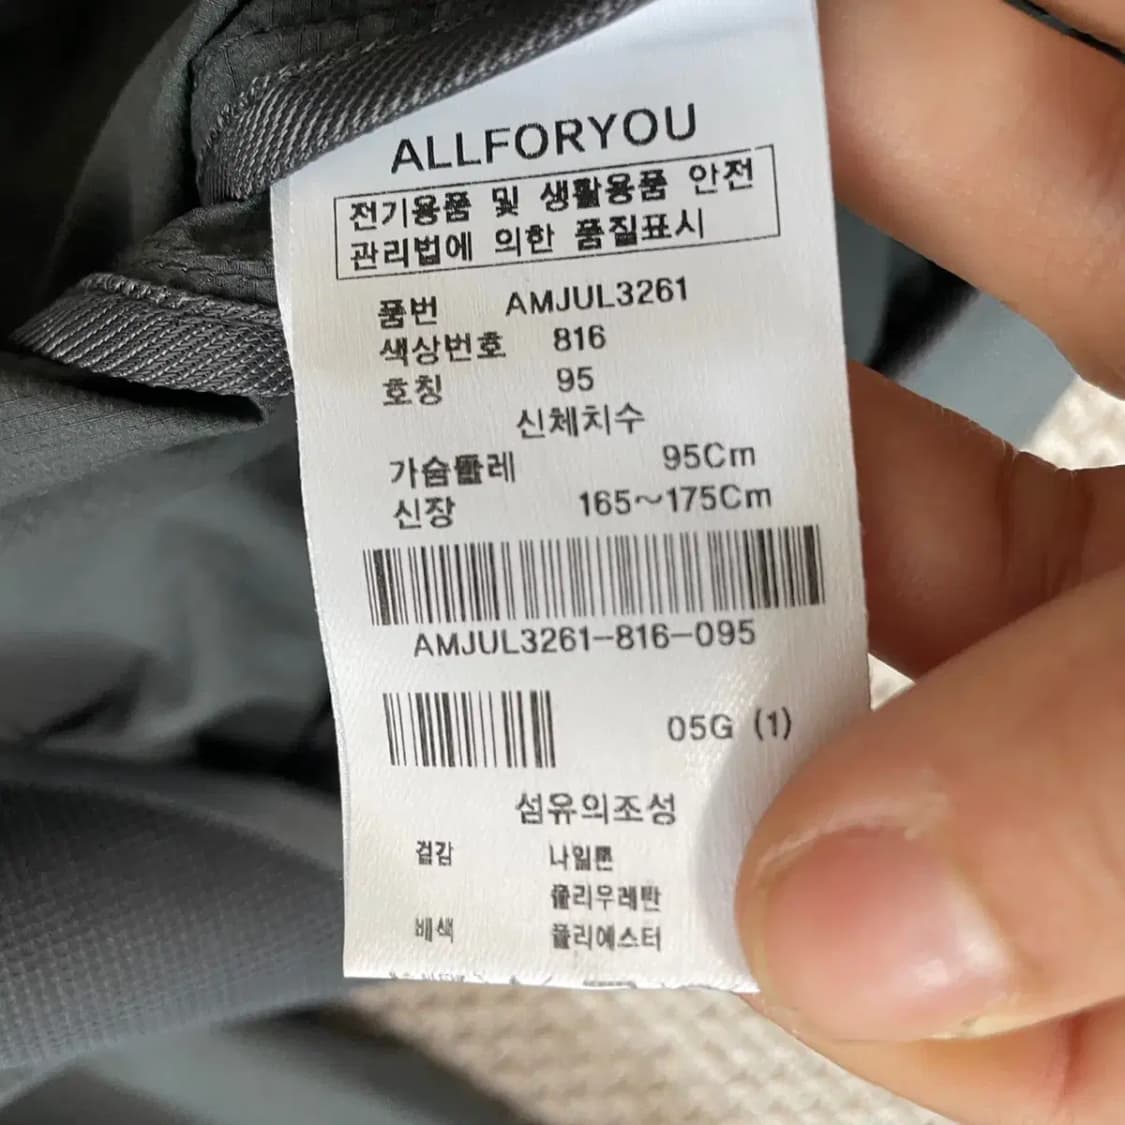 ALLFORYOU
전기용품 및 생활용품 안전
관리법에 의한 품질표시
품번 AMJUL3261
색상번호 816
호칭 95
신체치수
가슴둘레 95Cm
신장 165~175Cm
AMJUL3261-816-095
05G (1)
섬유의조성
겉감 나일론
폴리우레탄
배색 폴리에스터